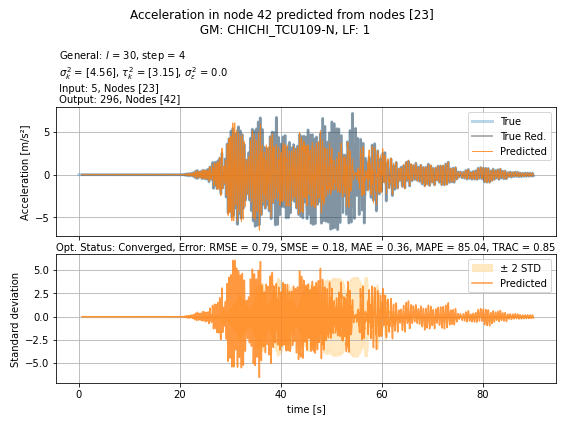 Acceleration in node 42 predicted from nodes [23]
GM: CHICHI_TCU109-N, LF: 1
General: l = 30, step = 4
σ²ₖ = [4.56], τ²ₖ = [3.15], σ²ₑ = 0.0
Input: 5, Nodes [23]
Output: 296, Nodes [42]
Acceleration [m/s²]
5
0
−5
True
True Red.
Predicted
Opt. Status: Converged, Error: RMSE = 0.79, SMSE = 0.18, MAE = 0.36, MAPE = 85.04, TRAC = 0.85
Standard deviation
5.0
2.5
0.0
−2.5
−5.0
± 2 STD
Predicted
0 20 40 60 80
time [s]